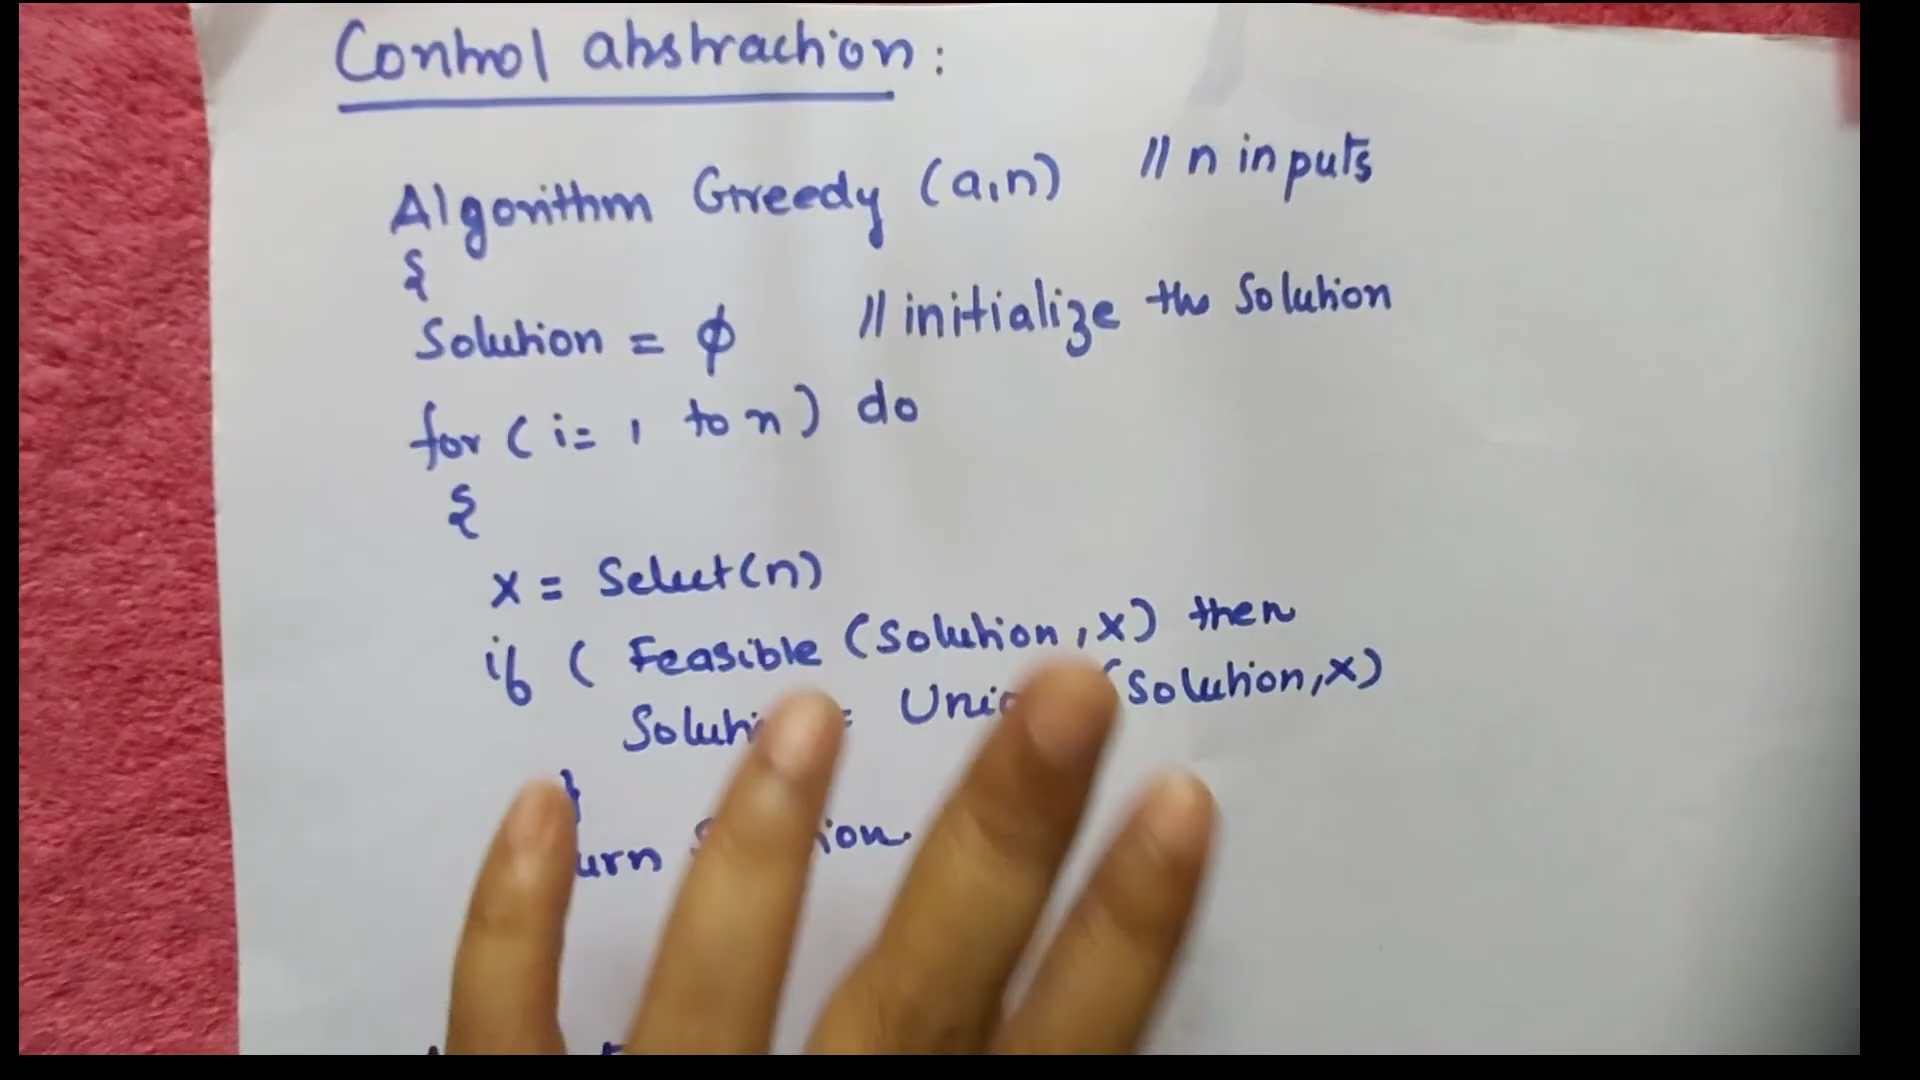 Control abstraction:
Algorithm Greedy (a,n) // n inputs
{
Solution = φ // initialize the Solution
for ( i= 1 to n ) do
{
x = Select(n)
if ( Feasible (Solution, x) then
= (Solution, x)
}